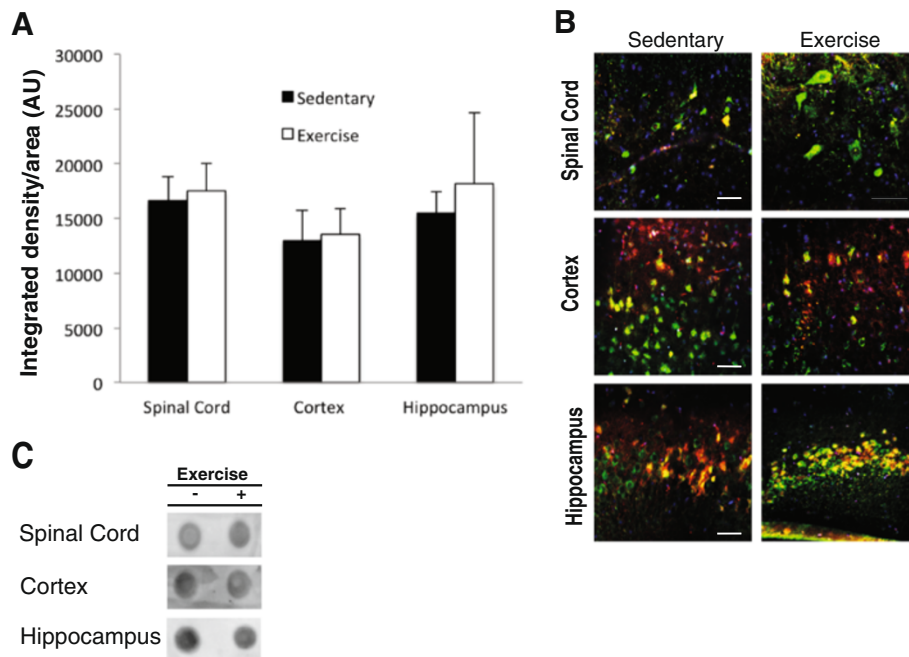 A
Integrated density/area (AU)
30000
25000
20000
15000
10000
5000
0
Sedentary
Exercise
Spinal Cord Cortex Hippocampus
B
Sedentary Exercise
Spinal Cord
Cortex
Hippocampus
C
Exercise
- +
Spinal Cord
Cortex
Hippocampus